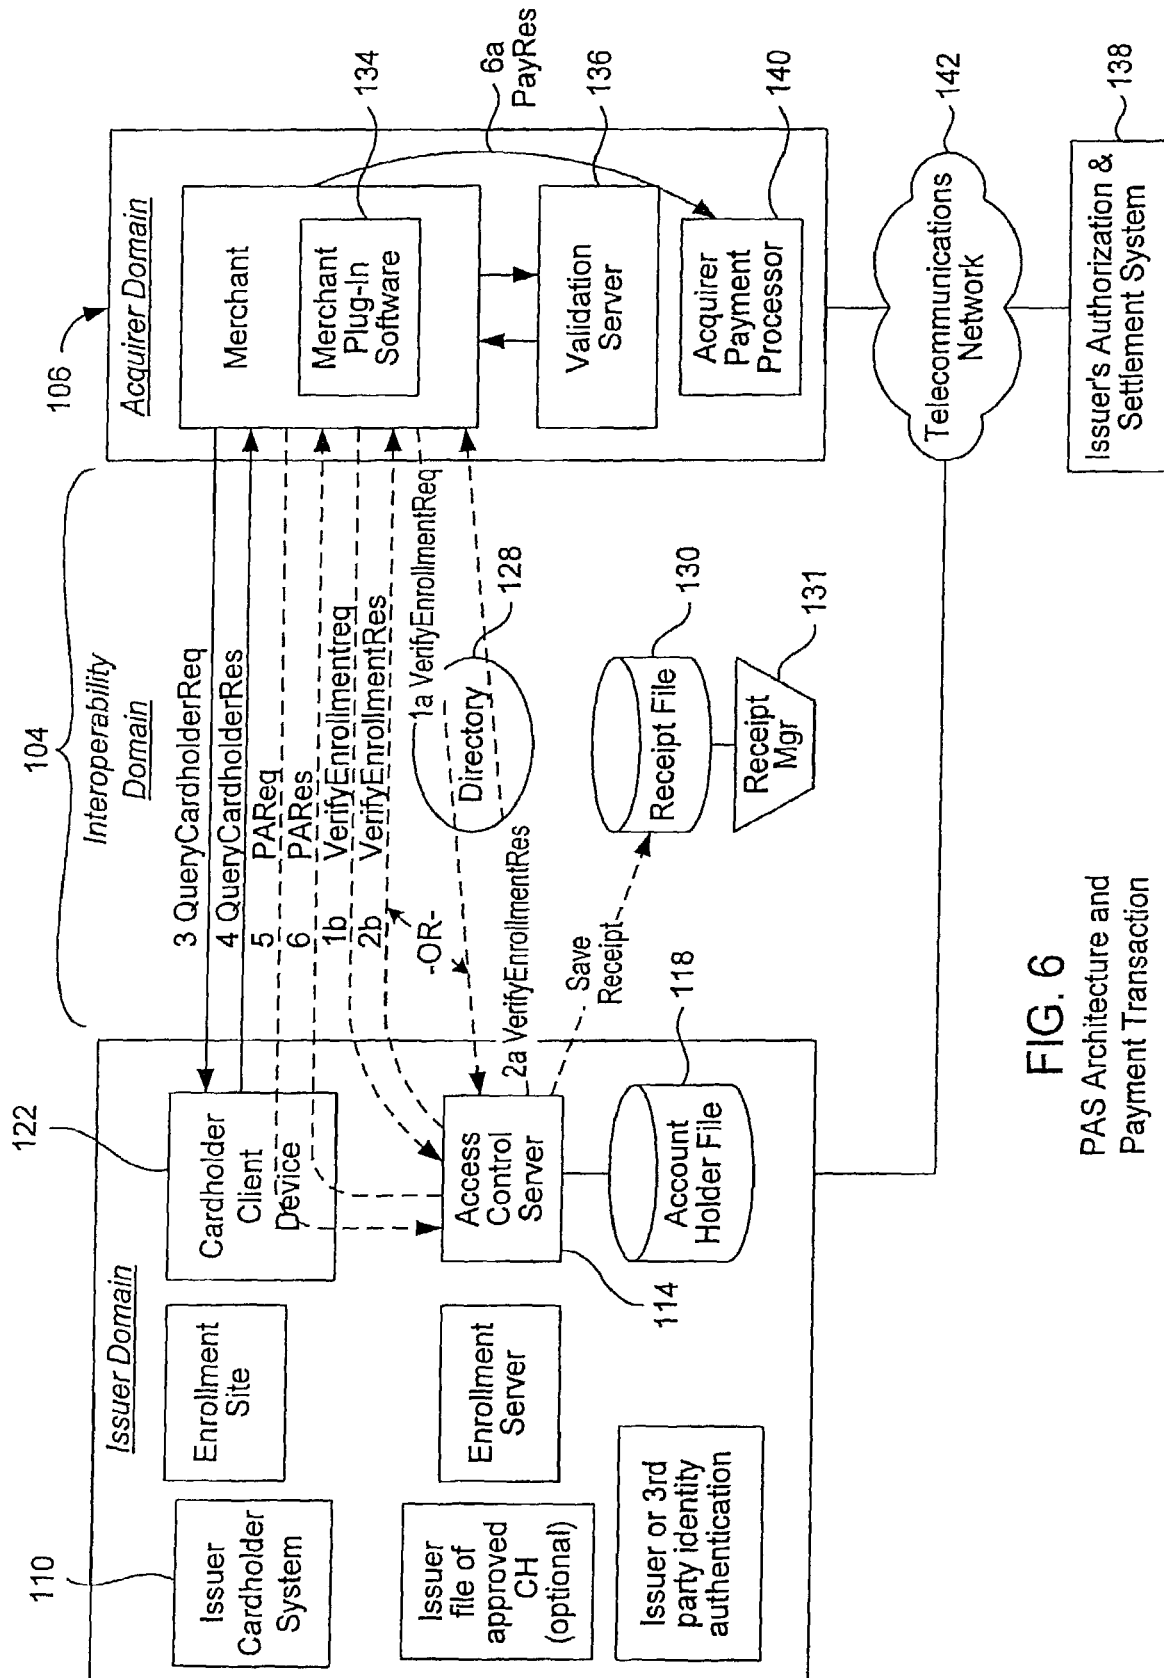 104
Interoperability
Domain
106
Acquirer Domain
Issuer Domain
110
Issuer
Cardholder
System
Enrollment
Site
122
Cardholder
Client
Device
3 QueryCardholderReq
4 QueryCardholderRes
5 PAReq
6 PARes
1b VerifyEnrollmentreq
2b VerifyEnrollmentRes
-OR-
1a VerifyEnrollmentReq
2a VerifyEnrollmentRes
Merchant
Merchant
Plug-In
Software
134
6a
PayRes
Issuer
file of
approved
CH
(optional)
Enrollment
Server
Access
Control
Server
114
Directory
128
Validation
Server
136
Issuer or 3rd
party identity
authentication
Account
Holder File
118
Save
Receipt
Receipt File
130
Receipt
Mgr
131
Acquirer
Payment
Processor
140
Telecommunications
Network
142
Issuer's Authorization &
Settlement System
138
FIG. 6
PAS Architecture and
Payment Transaction